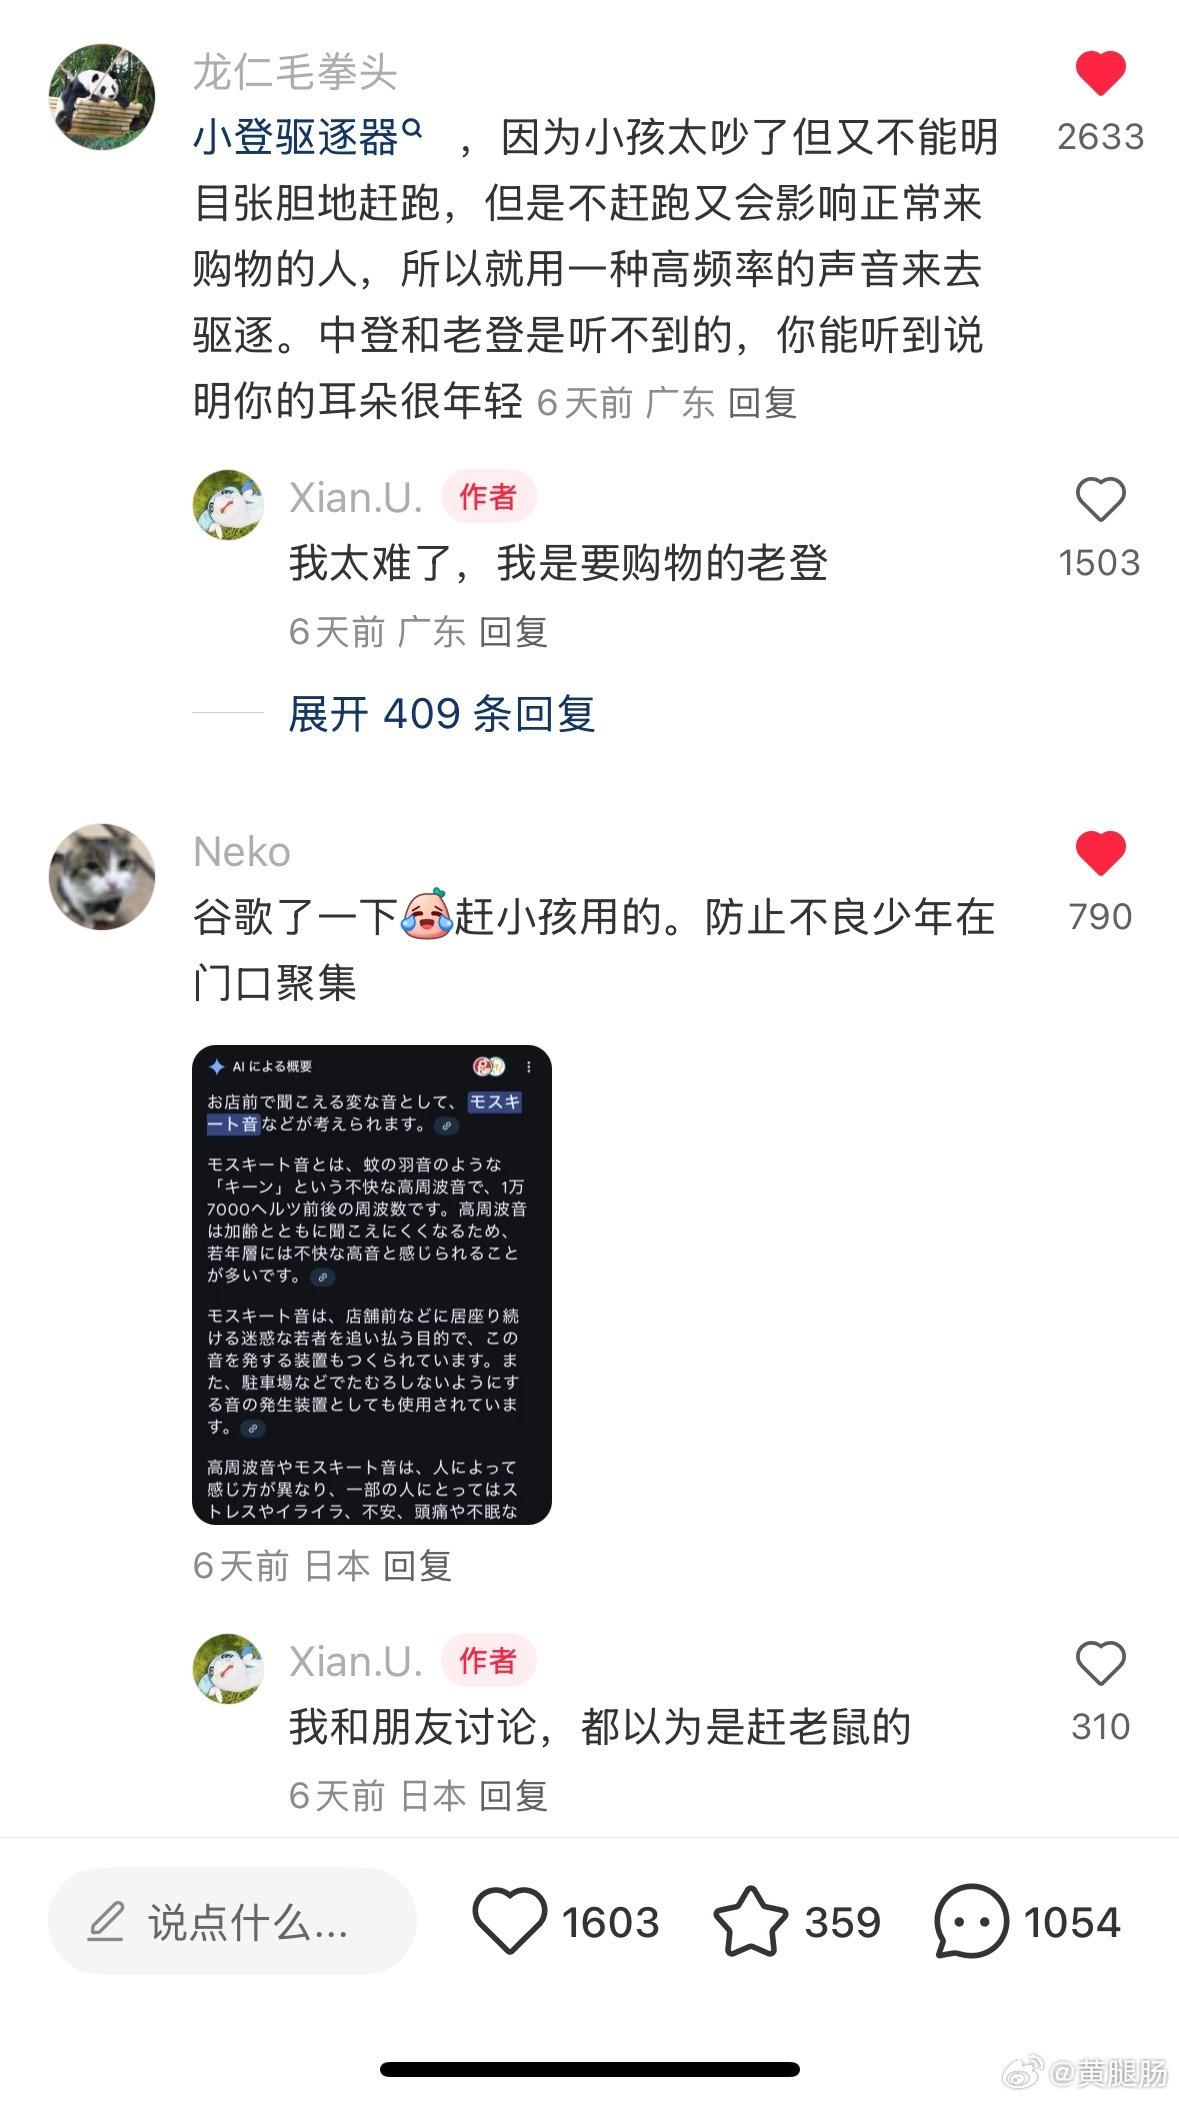 龙仁毛拳头
2633
小登驱逐器 ，因为小孩太吵了但又不能明
目张胆地赶跑，但是不赶跑又会影响正常来
购物的人，所以就用一种高频率的声音来去
驱逐。中登和老登是听不到的，你能听到说
明你的耳朵很年轻 6天前 广东 回复
Xian.U. 作者
我太难了，我是要购物的老登
1503
6天前 广东 回复
展开 409 条回复
Neko
谷歌了一下赶小孩用的。防止不良少年在
门口聚集
790
AI による概要
お店前で聞こえる変な音として、モスキ
ート音などが考えられます。
モスキート音とは、蚊の羽音のような
「キーン」という不快な高周波音で、1万
7000ヘルツ前後の周波数です。高周波音
は加齢とともに聞こえにくくなるため、
若年層には不快な高音と感じられること
が多いです。
モスキート音は、店舗前などに居座り続
ける迷惑な若者を追い払う目的で、この
音を発する装置もつくられています。ま
た、駐車場などでたむろしないようにす
る音の発生装置としても使用されていま
す。
高周波音やモスキート音は、人によって
感じ方が異なり、一部の人にとってはス
トレスやイライラ、不安、頭痛や不眠な
6天前 日本 回复
Xian.U. 作者
我和朋友讨论，都以为是赶老鼠的
310
6天前 日本 回复
说点什么... 1603 359 1054
@黄腿肠